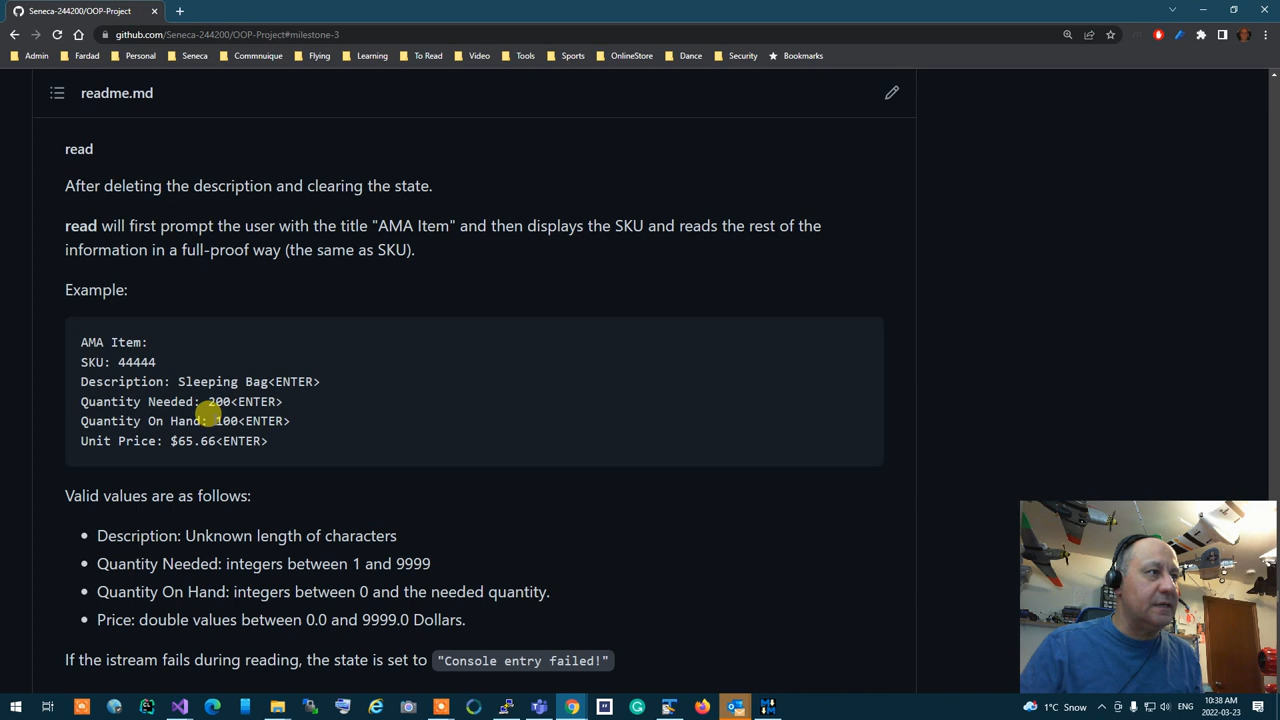 Seneca-244200/OOP-Project
github.com/Seneca-244200/OOP-Project#milestone-3
Admin Fardad Personal Seneca Commnuique Flying Learning To Read Video Tools Sports OnlineStore Dance Security Bookmarks
readme.md
read
After deleting the description and clearing the state.
read will first prompt the user with the title "AMA Item" and then displays the SKU and reads the rest of the
information in a full-proof way (the same as SKU).
Example:
AMA Item:
SKU: 44444
Description: Sleeping Bag<ENTER>
Quantity Needed: 200<ENTER>
Quantity On Hand: 100<ENTER>
Unit Price: $65.66<ENTER>
Valid values are as follows:
Description: Unknown length of characters
Quantity Needed: integers between 1 and 9999
Quantity On Hand: integers between 0 and the needed quantity.
Price: double values between 0.0 and 9999.0 Dollars.
If the istream fails during reading, the state is set to "Console entry failed!"
1°C Snow
ENG
10:38 AM
2022-03-23